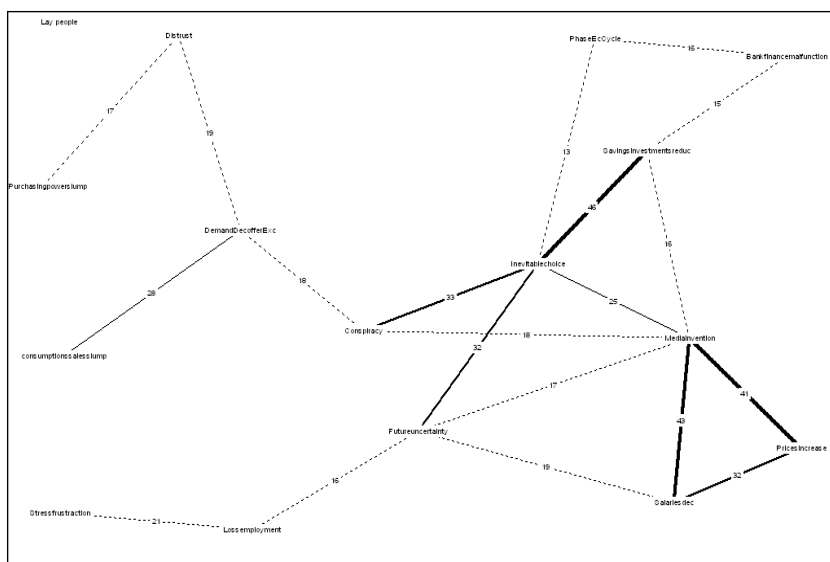 Lay people
Distrust
PhaseEcCycle
16
Bankfinancemalfunction
17
15
19
Savingsinvestmentsreduc
13
Purchasingpowerslump
46
DemandDecofferExc
16
Inevitablechoice
18
28
33
25
Conspiracy
18
MediaInvention
32
consumptionssalesslump
17
41
43
Futureuncertainty
PricesIncrease
19
32
16
Salariesdec
Stressfrustraction
21
Lossemployment